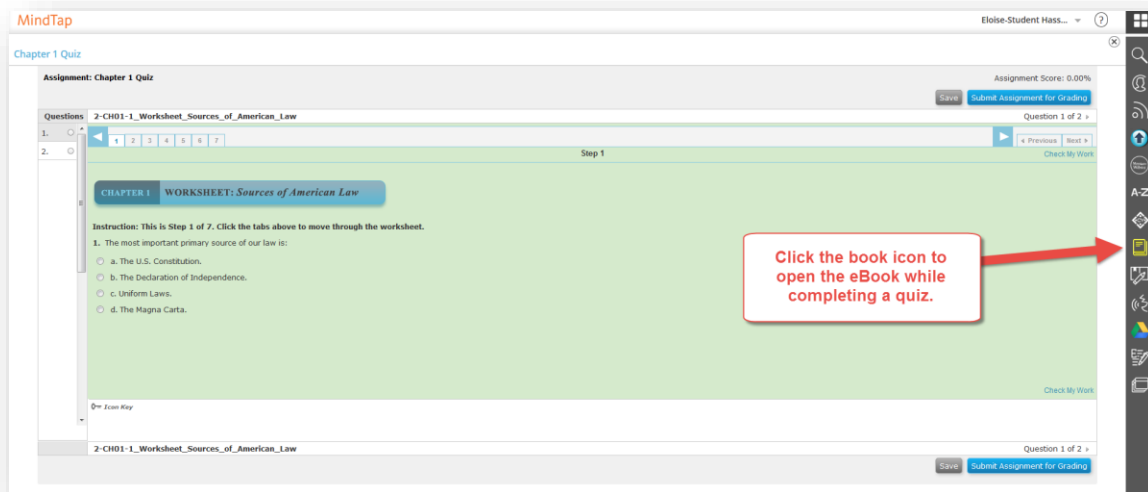 MindTap
Eloise-Student Hass...
?
Chapter 1 Quiz
Assignment: Chapter 1 Quiz
Assignment Score: 0.00%
Save Submit Assignment for Grading
Questions 2-CH01-1_Worksheet_Sources_of_American_Law Question 1 of 2
1. 1 2 3 4 5 6 7 Previous Next
2. Step 1 Check My Work
A-Z
CHAPTER 1 WORKSHEET: Sources of American Law
Instruction: This is Step 1 of 7. Click the tabs above to move through the worksheet.
1. The most important primary source of our law is:
a. The U.S. Constitution.
b. The Declaration of Independence.
c. Uniform Laws.
d. The Magna Carta.
Click the book icon to
open the eBook while
completing a quiz.
Check My Work
Icon Key
2-CH01-1_Worksheet_Sources_of_American_Law Question 1 of 2
Save Submit Assignment for Grading